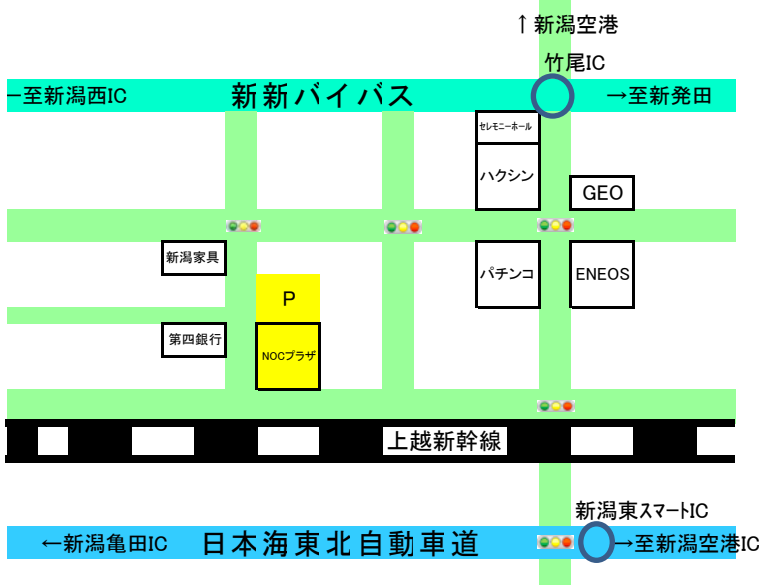 ↑新潟空港
竹尾IC
←至新潟西IC
新新バイパス
→至新発田
セレモニーホール
ハクシン
GEO
新潟家具
パチンコ
ENEOS
P
第四銀行
NOCプラザ
上越新幹線
新潟東スマートIC
←新潟亀田IC
日本海東北自動車道
→至新潟空港IC